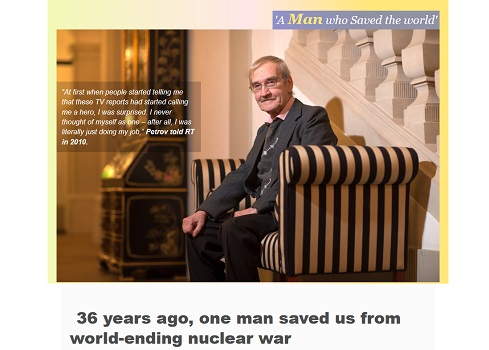 'A Man who Saved the world'
"At first when people started telling me
that these TV reports had started calling
me a hero, I was surprised. I never
thought of myself as one – after all, I was
literally just doing my job," Petrov told RT
in 2010.
36 years ago, one man saved us from
world-ending nuclear war